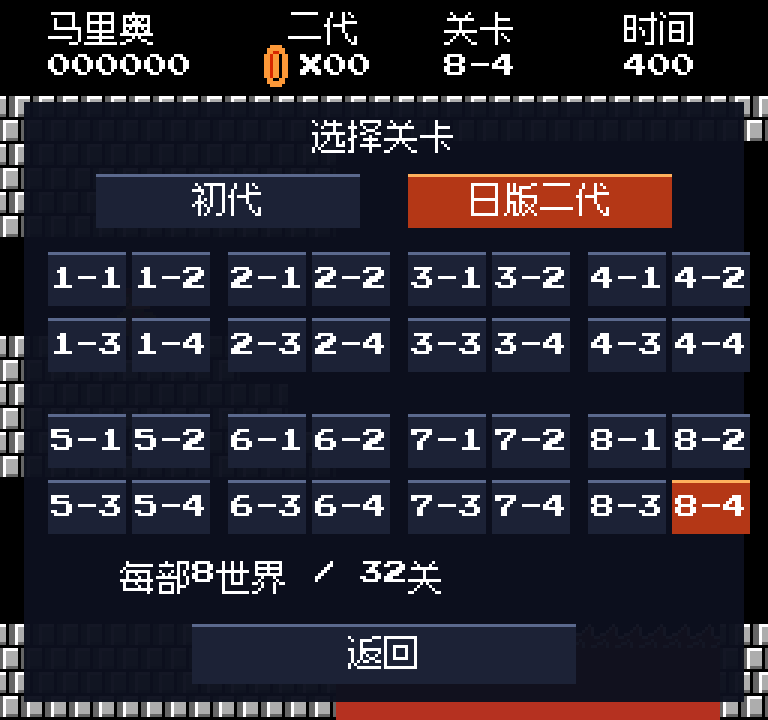 马里奥 二代 关卡 时间
000000 x00 8-4 400
选择关卡
初代 日版二代
1-1 1-2 2-1 2-2 3-1 3-2 4-1 4-2
1-3 1-4 2-3 2-4 3-3 3-4 4-3 4-4
5-1 5-2 6-1 6-2 7-1 7-2 8-1 8-2
5-3 5-4 6-3 6-4 7-3 7-4 8-3 8-4
每部8世界 / 32关
返回